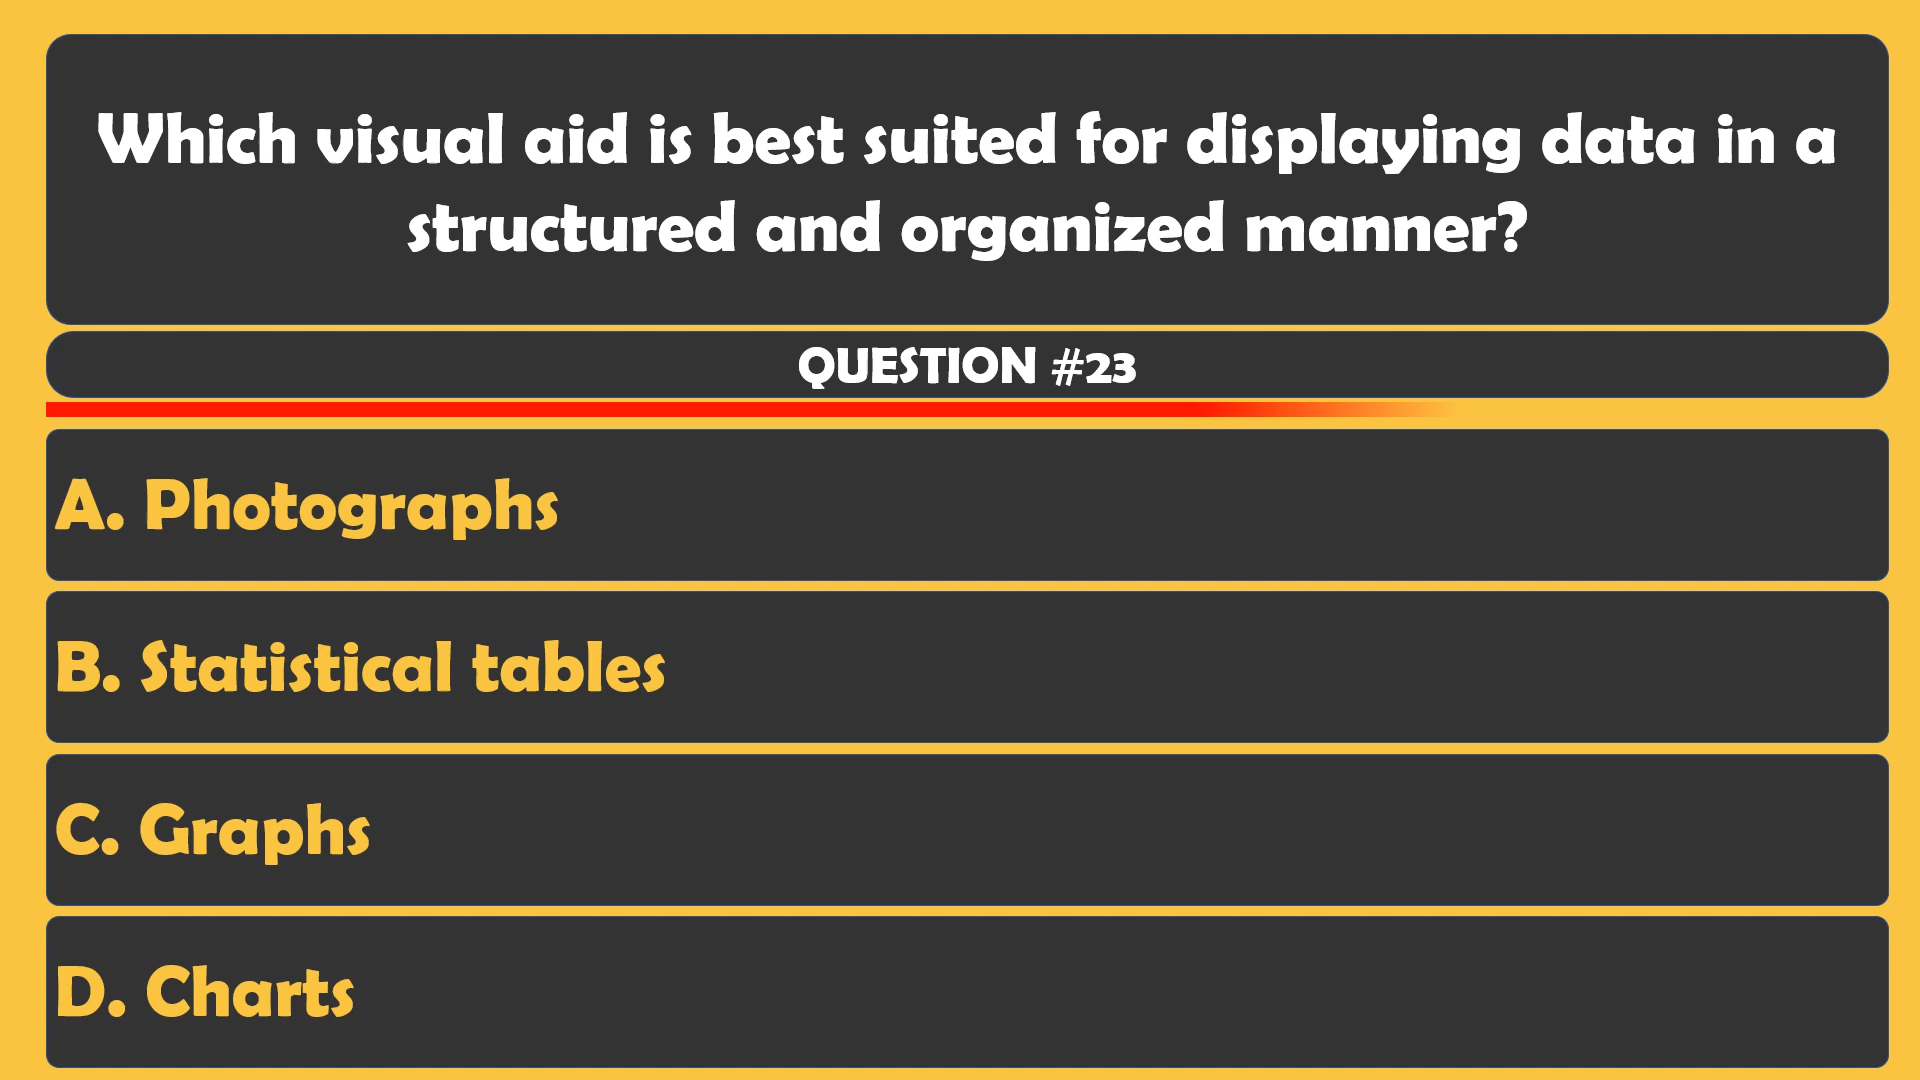 Which visual aid is best suited for displaying data in a
structured and organized manner?
QUESTION #23
A. Photographs
B. Statistical tables
C. Graphs
D. Charts